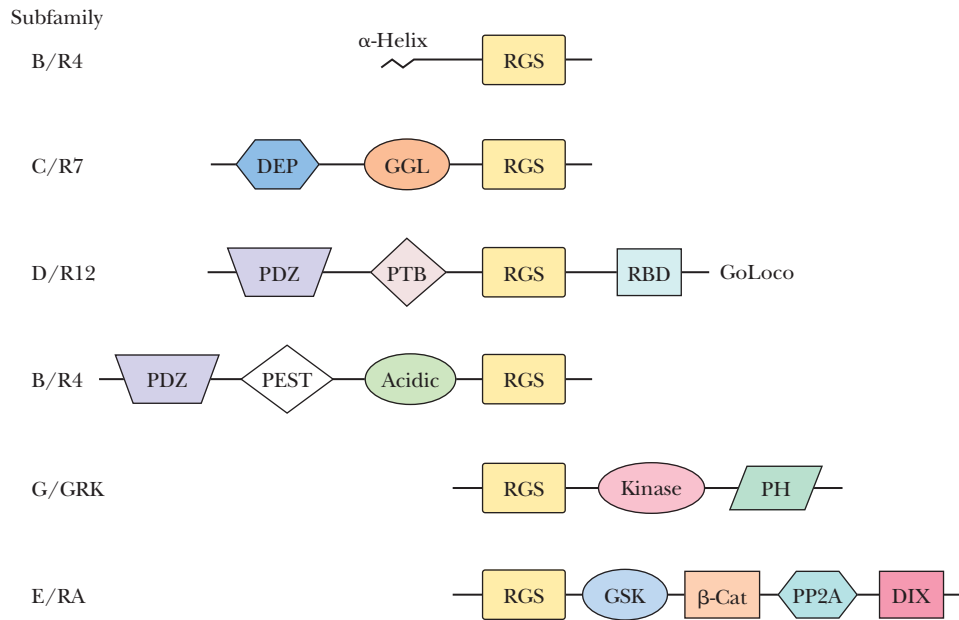 Subfamily
α-Helix
B/R4 RGS
C/R7 DEP GGL RGS
D/R12 PDZ PTB RGS RBD GoLoco
B/R4 PDZ PEST Acidic RGS
G/GRK RGS Kinase PH
E/RA RGS GSK β-Cat PP2A DIX